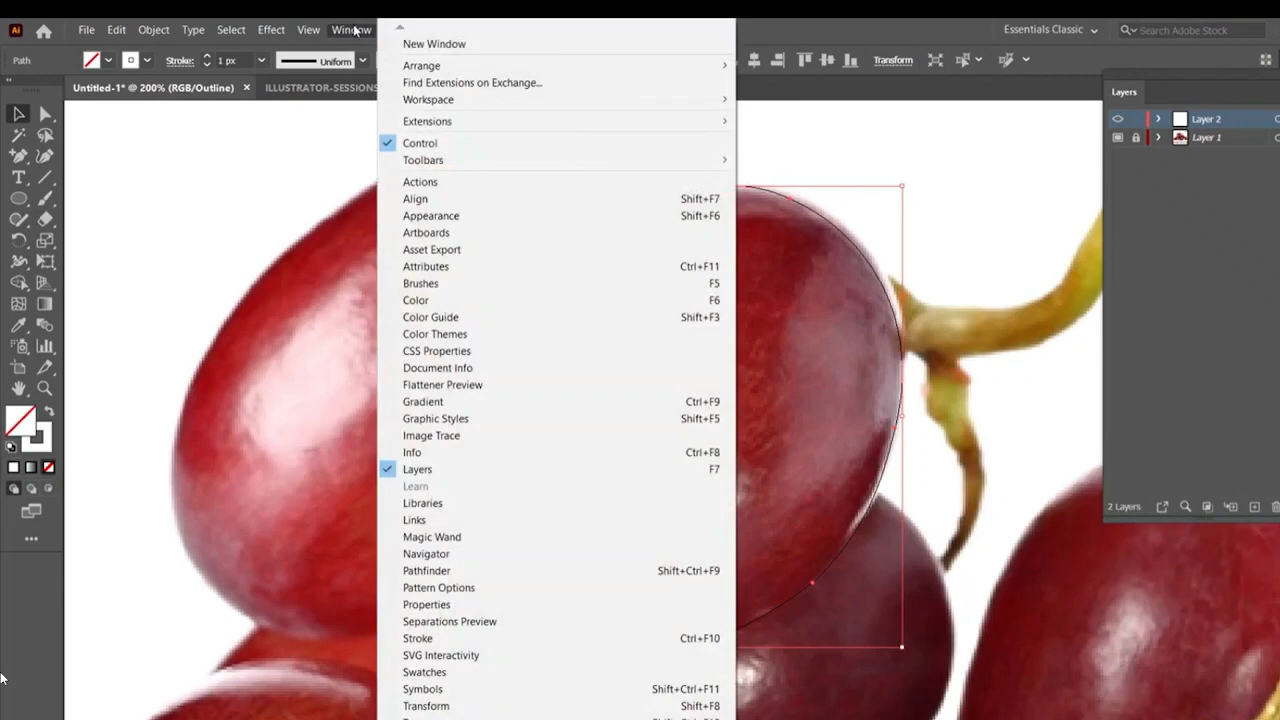 Ai File Edit Object Type Select Effect View Window Essentials Classic Search Adobe Stock
Path Stroke: 1 px Uniform Transform
Untitled-1* @ 200% (RGB/Outline) × ILLUSTRATOR-SESSIONS
New Window
Arrange
Find Extensions on Exchange...
Workspace
Extensions
Control
Toolbars
Actions
Align Shift+F7
Appearance Shift+F6
Artboards
Asset Export
Attributes Ctrl+F11
Brushes F5
Color F6
Color Guide Shift+F3
Color Themes
CSS Properties
Document Info
Flattener Preview
Gradient Ctrl+F9
Graphic Styles Shift+F5
Image Trace
Info Ctrl+F8
Layers F7
Learn
Libraries
Links
Magic Wand
Navigator
Pathfinder Shift+Ctrl+F9
Pattern Options
Properties
Separations Preview
Stroke Ctrl+F10
SVG Interactivity
Swatches
Symbols Shift+Ctrl+F11
Transform Shift+F8
Layers
Layer 2
Layer 1
2 Layers